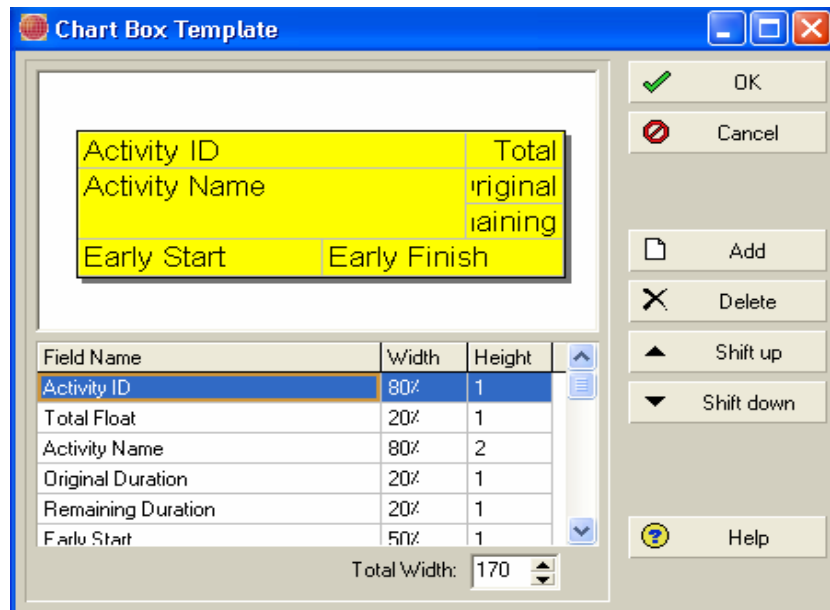 Chart Box Template
OK
Cancel
Activity ID Total
Activity Name riginal
aining
Early Start Early Finish
Add
Delete
Shift up
Shift down
Field Name Width Height
Activity ID 80% 1
Total Float 20% 1
Activity Name 80% 2
Original Duration 20% 1
Remaining Duration 20% 1
Early Start 50% 1
Total Width: 170
Help